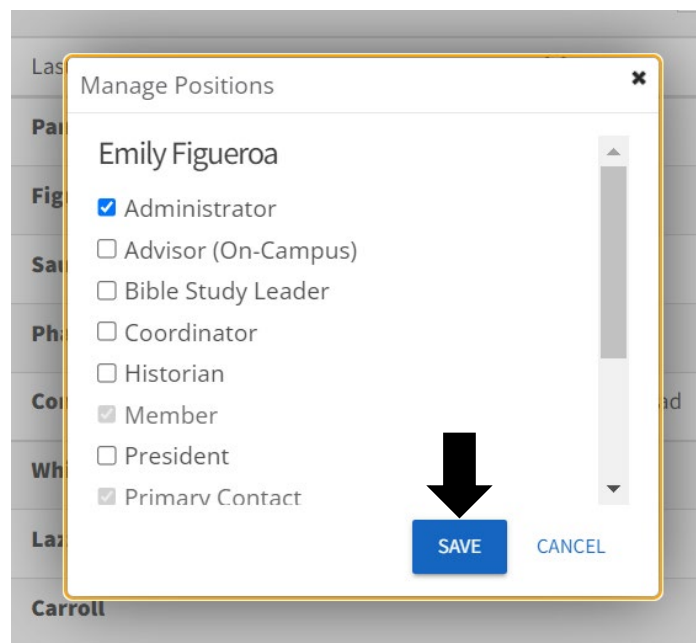 Manage Positions ✖
Emily Figueroa
Administrator
Advisor (On-Campus)
Bible Study Leader
Coordinator
Historian
Member
President
Primary Contact
SAVE CANCEL
Carroll